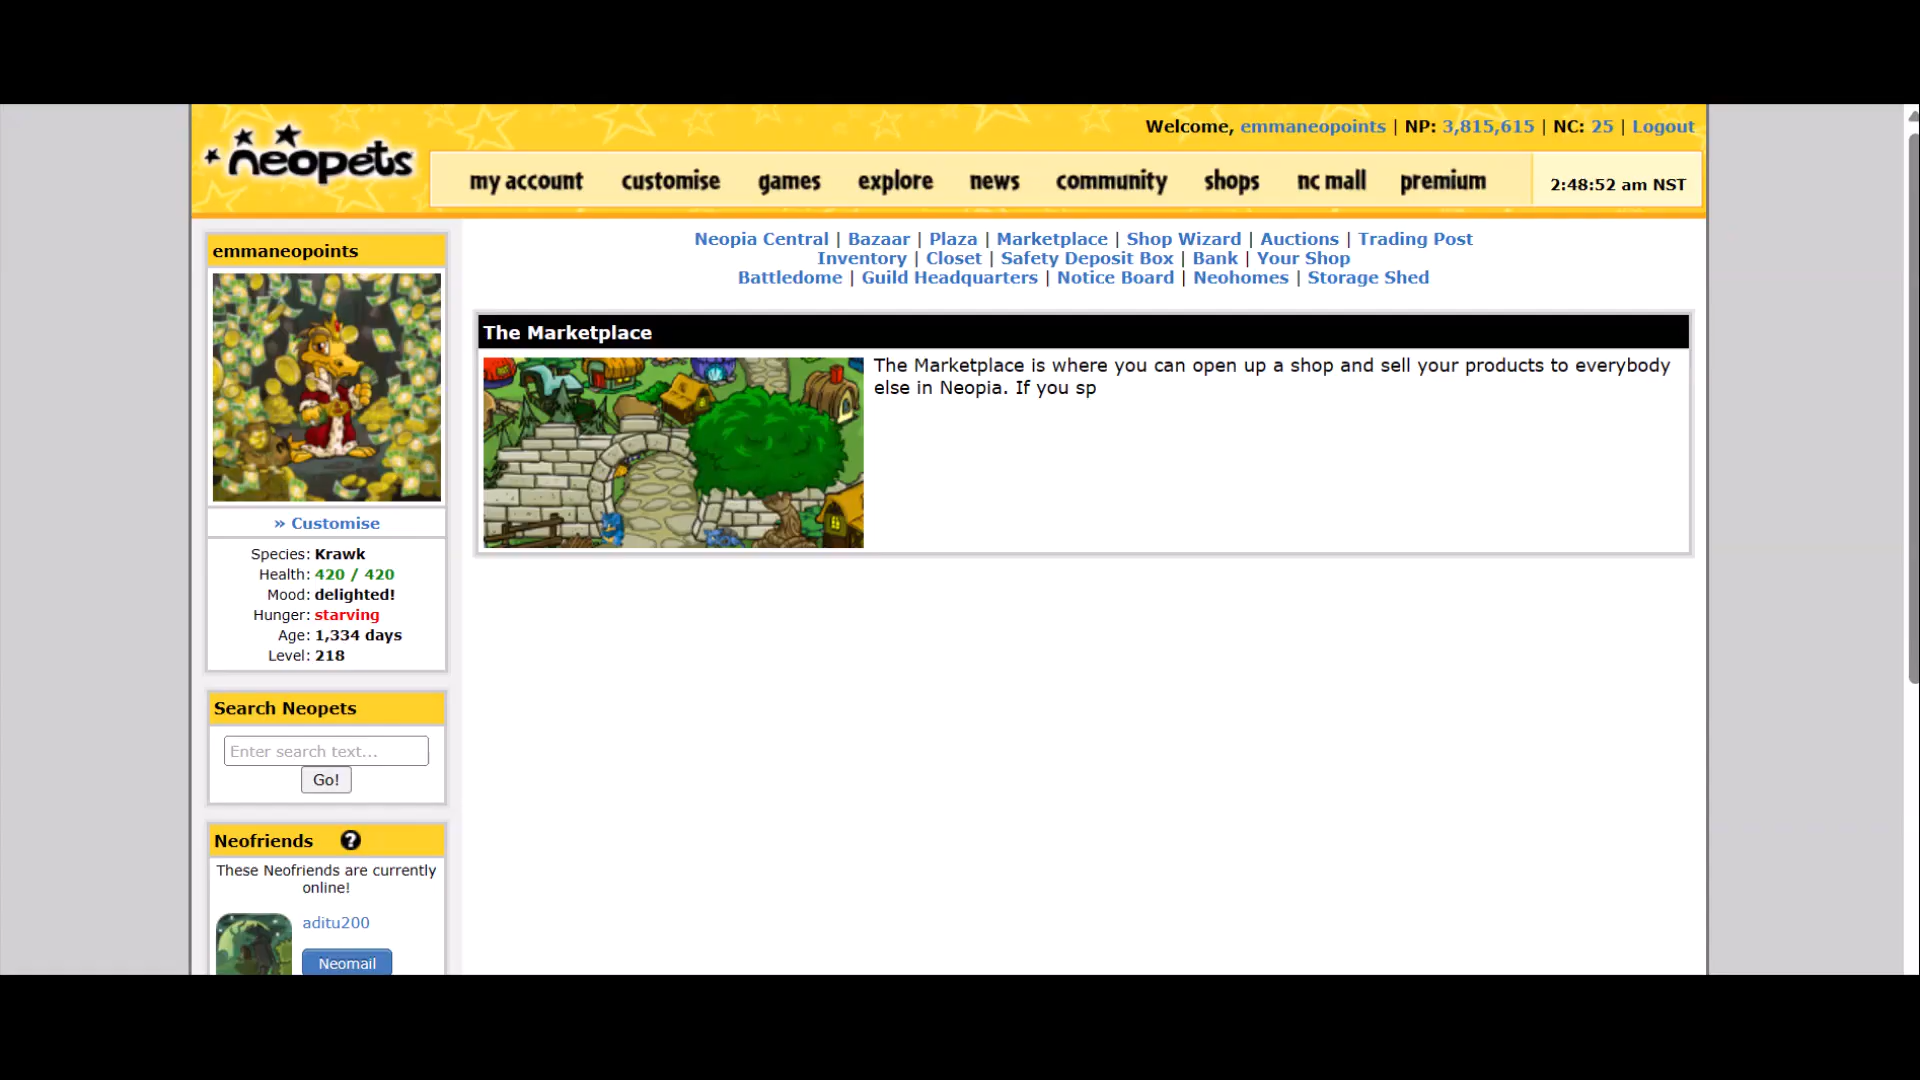 neopets
Welcome, emmaneopoints | NP: 3,815,615 | NC: 25 | Logout
my account customise games explore news community shops nc mall premium 2:48:52 am NST
emmaneopoints
» Customise
Species: Krawk
Health: 420 / 420
Mood: delighted!
Hunger: starving
Age: 1,334 days
Level: 218
Search Neopets
Enter search text...
Go!
Neofriends ?
These Neofriends are currently
online!
aditu200
Neomail
Neopia Central | Bazaar | Plaza | Marketplace | Shop Wizard | Auctions | Trading Post
Inventory | Closet | Safety Deposit Box | Bank | Your Shop
Battledome | Guild Headquarters | Notice Board | Neohomes | Storage Shed
The Marketplace
The Marketplace is where you can open up a shop and sell your products to everybody
else in Neopia. If you sp